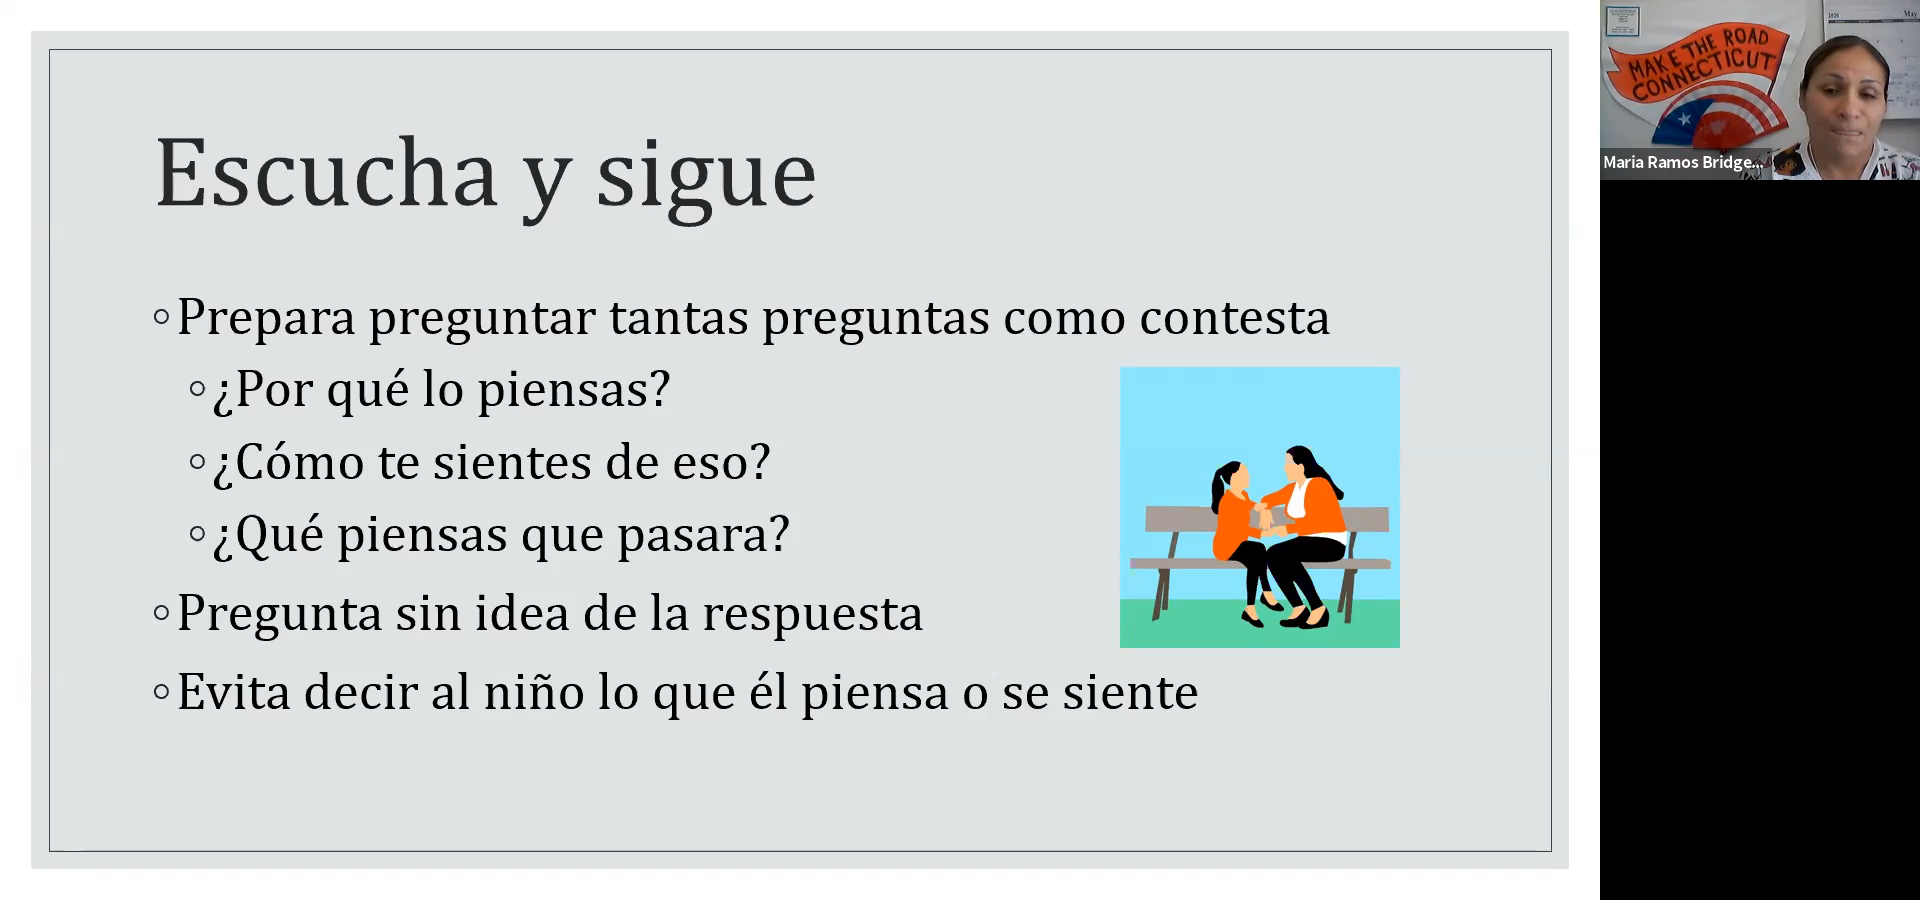 Escucha y sigue
Prepara preguntar tantas preguntas como contesta
¿Por qué lo piensas?
¿Cómo te sientes de eso?
¿Qué piensas que pasara?
Pregunta sin idea de la respuesta
Evita decir al niño lo que él piensa o se siente
MAKE THE ROAD
CONNECTICUT
2020 May
Maria Ramos Bridge...